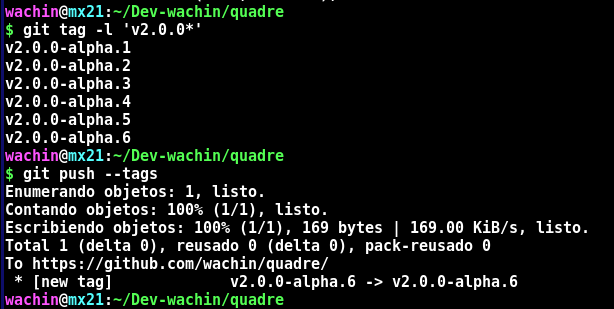 wachin@mx21:~/Dev-wachin/quadre
$ git tag -l 'v2.0.0*'
v2.0.0-alpha.1
v2.0.0-alpha.2
v2.0.0-alpha.3
v2.0.0-alpha.4
v2.0.0-alpha.5
v2.0.0-alpha.6
wachin@mx21:~/Dev-wachin/quadre
$ git push --tags
Enumerando objetos: 1, listo.
Contando objetos: 100% (1/1), listo.
Escribiendo objetos: 100% (1/1), 169 bytes | 169.00 KiB/s, listo.
Total 1 (delta 0), reusado 0 (delta 0), pack-reusado 0
To https://github.com/wachin/quadre/
 * [new tag]             v2.0.0-alpha.6 -> v2.0.0-alpha.6
wachin@mx21:~/Dev-wachin/quadre